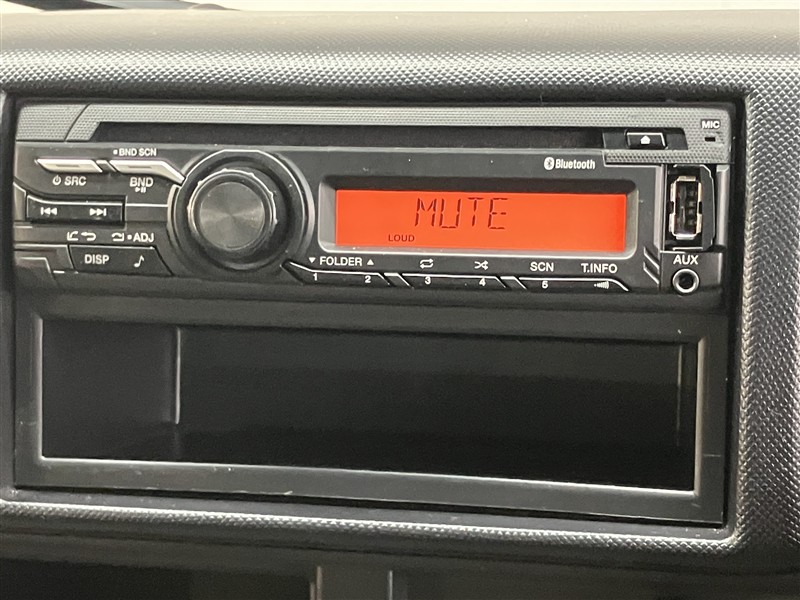 MIC
BND SCN
Bluetooth
SRC
BND
MUTE
LOUD
ADJ
DISP
AUX
FOLDER
SCN
T.INFO
1 2 3 4 5